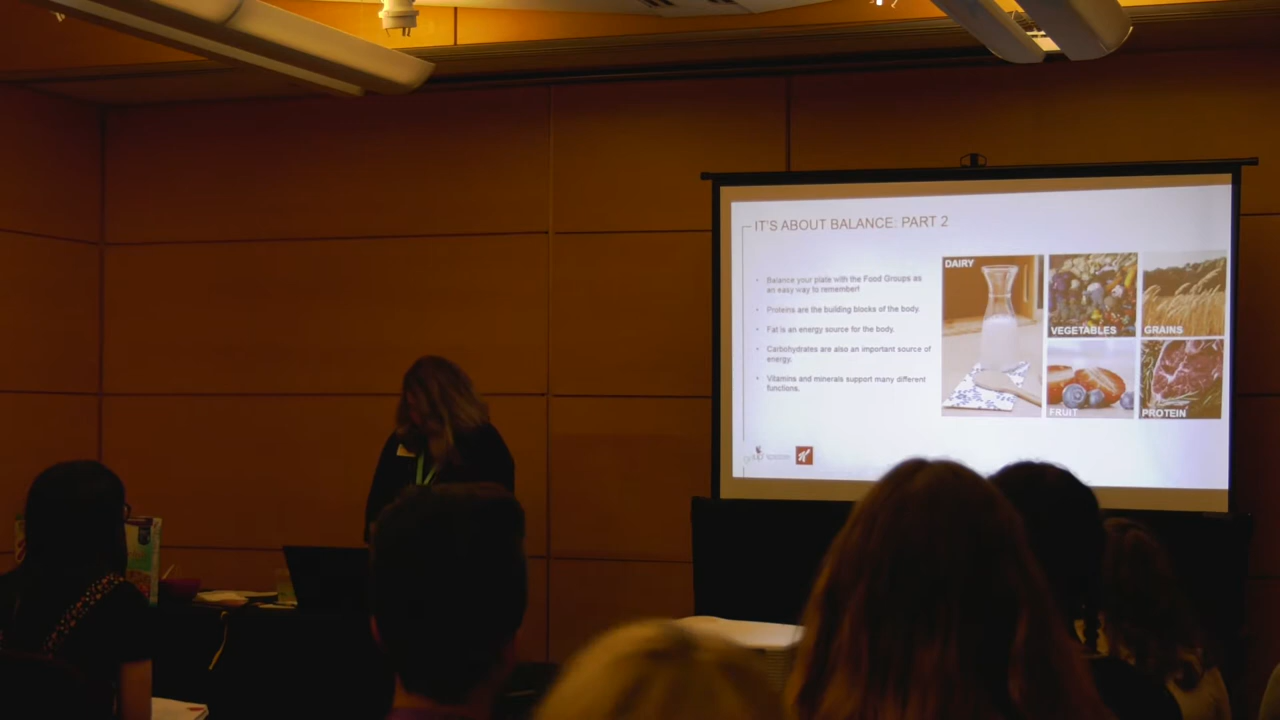 IT'S ABOUT BALANCE: PART 2
Balance your plate with the Food Groups as
an easy way to remember!
Proteins are the building blocks of the body.
Fat is an energy source for the body.
Carbohydrates are also an important source of
energy.
Vitamins and minerals support many different
functions.
DAIRY
VEGETABLES
GRAINS
FRUIT
PROTEIN